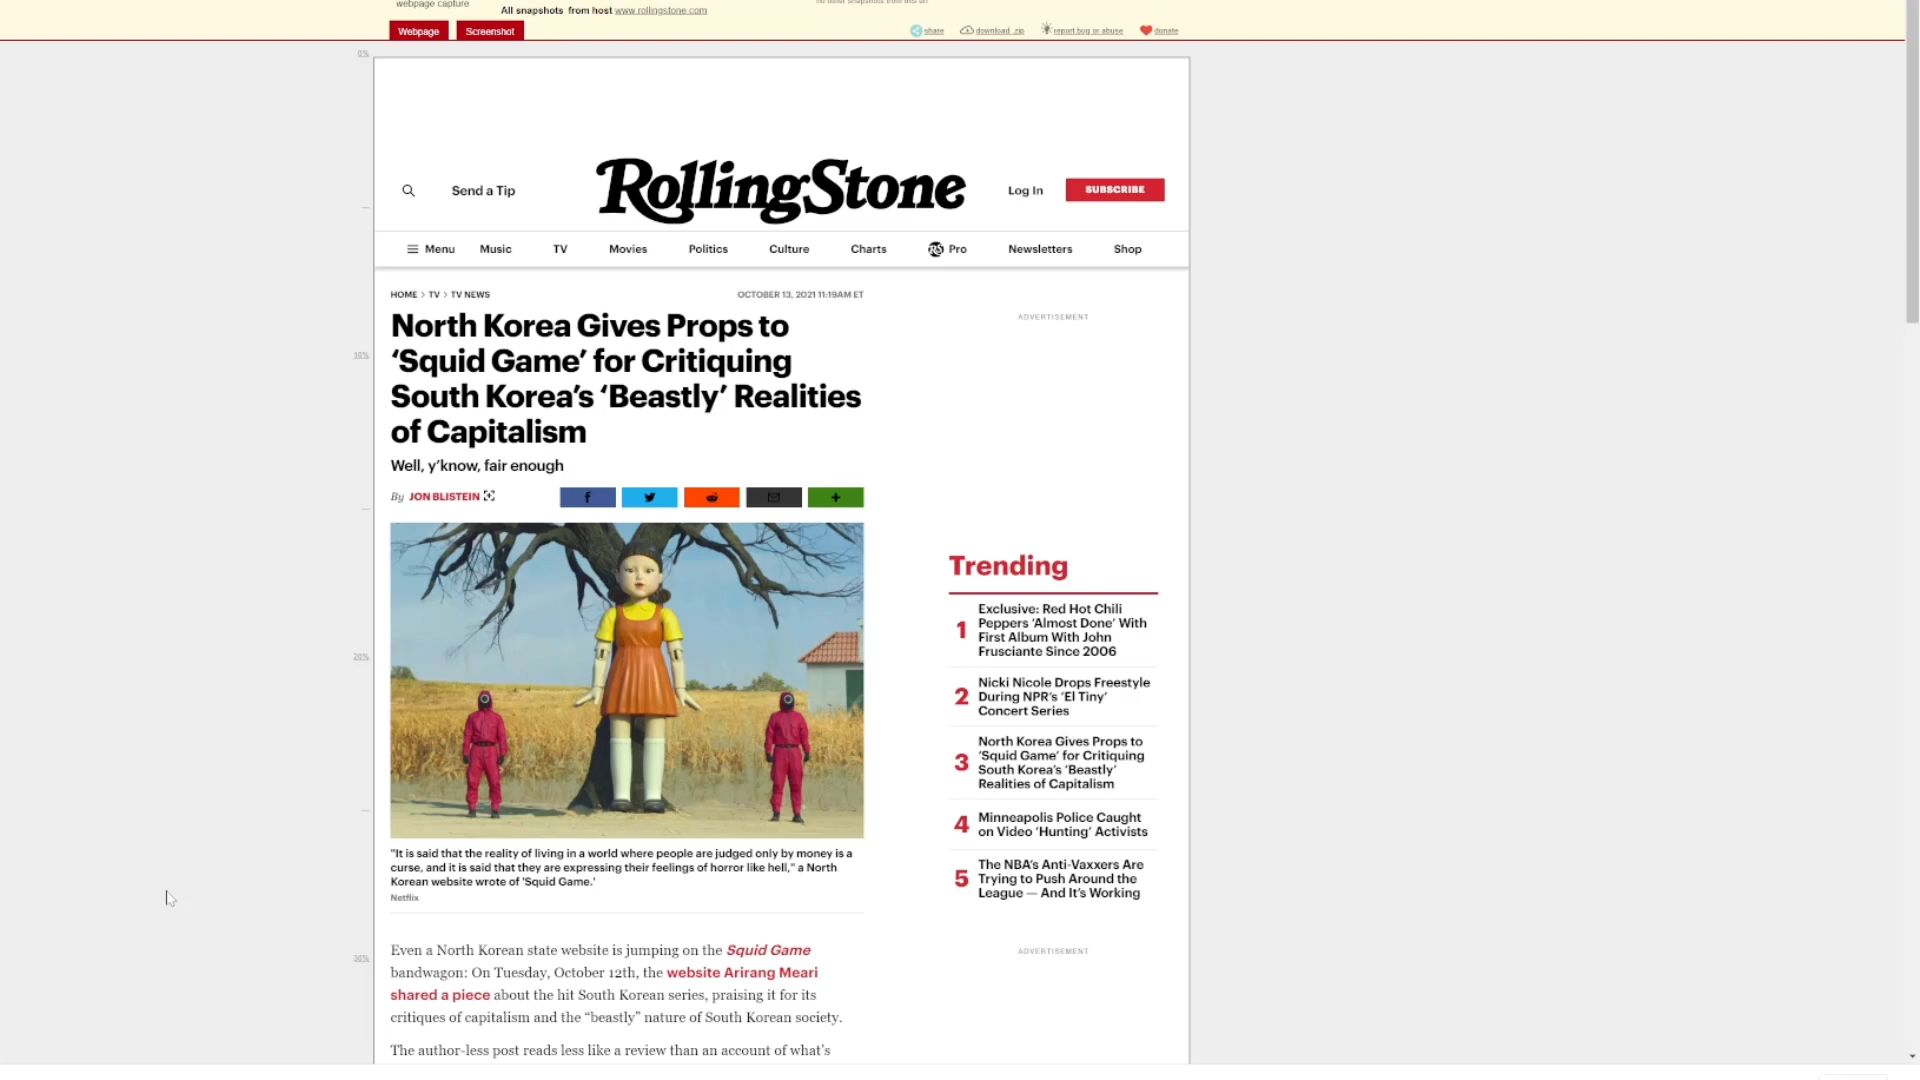 webpage capture
All snapshots from host www.rollingstone.com
Webpage
Screenshot
share
download .zip
report bug or abuse
donate
0%
Send a Tip
RollingStone
Log In
SUBSCRIBE
Menu
Music
TV
Movies
Politics
Culture
Charts
RS Pro
Newsletters
Shop
HOME > TV > TV NEWS
OCTOBER 13, 2021 11:19AM ET
North Korea Gives Props to
‘Squid Game’ for Critiquing
South Korea’s ‘Beastly’ Realities
of Capitalism
10%
Well, y’know, fair enough
By JON BLISTEIN
20%
"It is said that the reality of living in a world where people are judged only by money is a
curse, and it is said that they are expressing their feelings of horror like hell," a North
Korean website wrote of 'Squid Game.'
Netflix
30%
Even a North Korean state website is jumping on the Squid Game
bandwagon: On Tuesday, October 12th, the website Arirang Meari
shared a piece about the hit South Korean series, praising it for its
critiques of capitalism and the “beastly” nature of South Korean society.
The author-less post reads less like a review than an account of what’s
ADVERTISEMENT
Trending
1
Exclusive: Red Hot Chili
Peppers ‘Almost Done’ With
First Album With John
Frusciante Since 2006
2
Nicki Nicole Drops Freestyle
During NPR’s ‘El Tiny’
Concert Series
3
North Korea Gives Props to
‘Squid Game’ for Critiquing
South Korea’s ‘Beastly’
Realities of Capitalism
4
Minneapolis Police Caught
on Video ‘Hunting’ Activists
5
The NBA’s Anti-Vaxxers Are
Trying to Push Around the
League — And It’s Working
ADVERTISEMENT